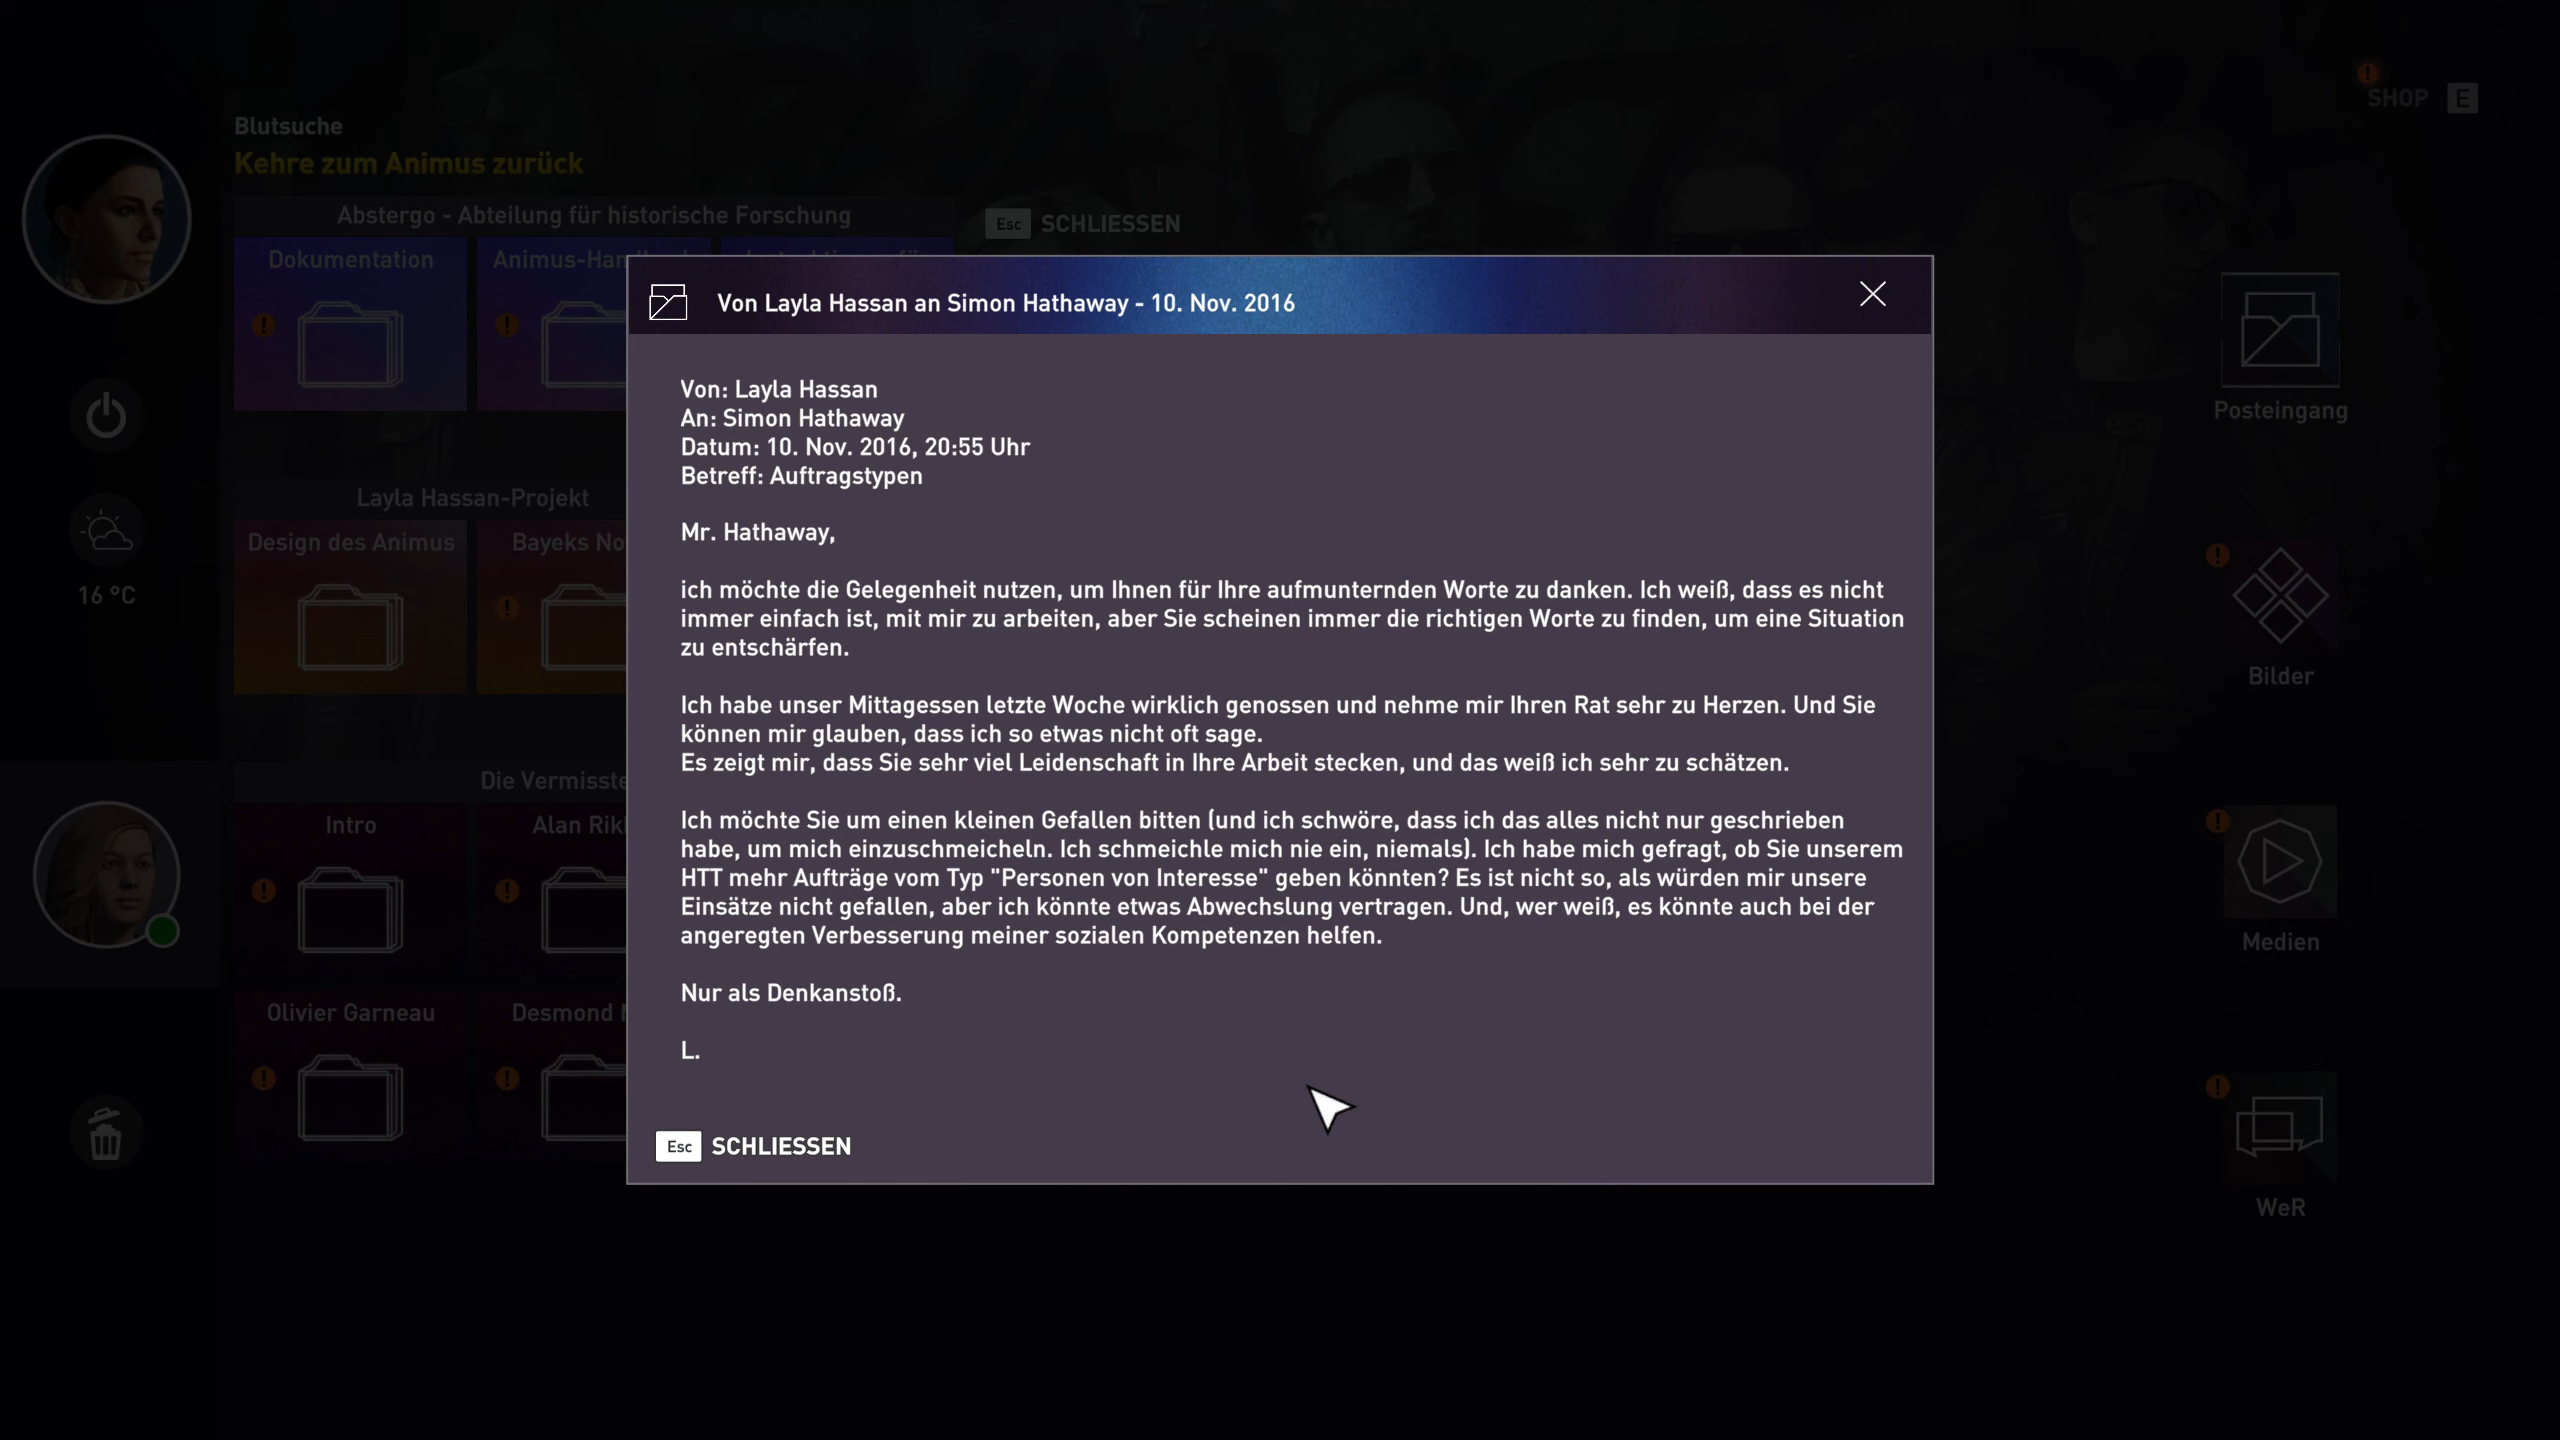 SHOP E
Blutsuche
Kehre zum Animus zurück
Abstergo - Abteilung für historische Forschung
Esc SCHLIESSEN
Dokumentation
Von Layla Hassan an Simon Hathaway - 10. Nov. 2016
Von: Layla Hassan
An: Simon Hathaway
Datum: 10. Nov. 2016, 20:55 Uhr
Betreff: Auftragstypen
Mr. Hathaway,
ich möchte die Gelegenheit nutzen, um Ihnen für Ihre aufmunternden Worte zu danken. Ich weiß, dass es nicht
immer einfach ist, mit mir zu arbeiten, aber Sie scheinen immer die richtigen Worte zu finden, um eine Situation
zu entschärfen.
Ich habe unser Mittagessen letzte Woche wirklich genossen und nehme mir Ihren Rat sehr zu Herzen. Und Sie
können mir glauben, dass ich so etwas nicht oft sage.
Es zeigt mir, dass Sie sehr viel Leidenschaft in Ihre Arbeit stecken, und das weiß ich sehr zu schätzen.
Ich möchte Sie um einen kleinen Gefallen bitten (und ich schwöre, dass ich das alles nicht nur geschrieben
habe, um mich einzuschmeicheln. Ich schmeichle mich nie ein, niemals). Ich habe mich gefragt, ob Sie unserem
HTT mehr Aufträge vom Typ "Personen von Interesse" geben könnten? Es ist nicht so, als würden mir unsere
Einsätze nicht gefallen, aber ich könnte etwas Abwechslung vertragen. Und, wer weiß, es könnte auch bei der
angeregten Verbesserung meiner sozialen Kompetenzen helfen.
Nur als Denkanstoß.
L.
Esc SCHLIESSEN
Layla Hassan-Projekt
Design des Animus
Bayeks No
16 °C
Die Vermisste
Intro
Alan Rik
Olivier Garneau
Desmond
Posteingang
Bilder
Medien
WeR